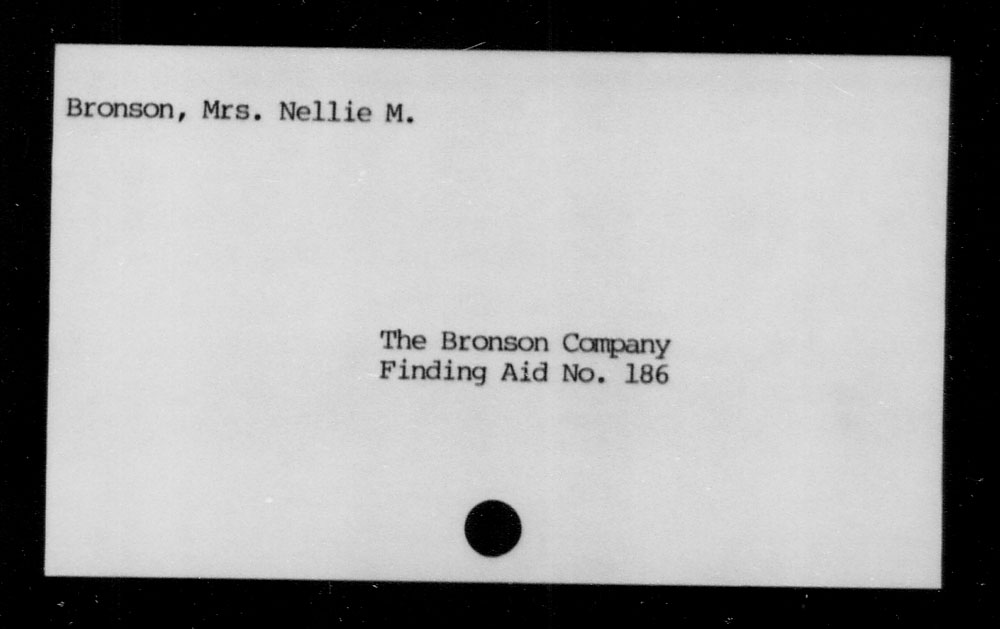 Bronson, Mrs. Nellie M.
The Bronson Company
Finding Aid No. 186